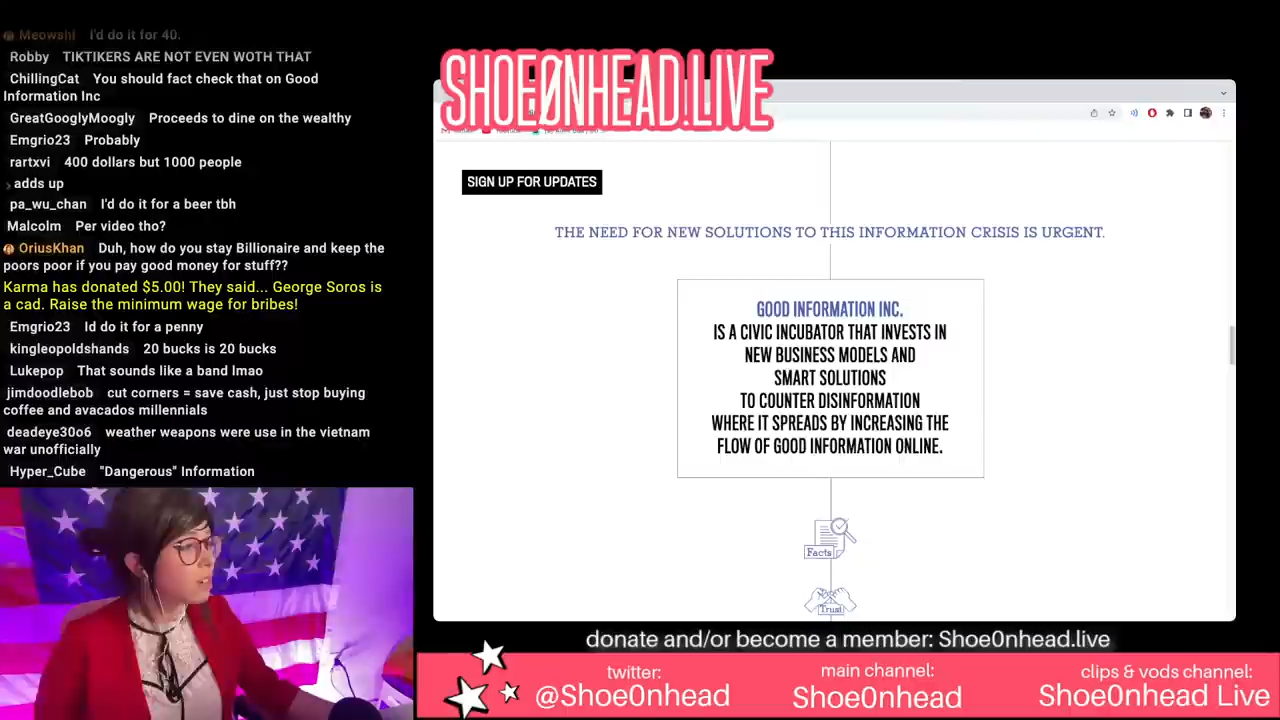 Meowshi I'd do it for 40.
Robby TIKTIKERS ARE NOT EVEN WOTH THAT
ChillingCat You should fact check that on Good
Information Inc
GreatGooglyMoogly Proceeds to dine on the wealthy
Emgrio23 Probably
rartxvi 400 dollars but 1000 people
adds up
pa_wu_chan I'd do it for a beer tbh
Malcolm Per video tho?
OriusKhan Duh, how do you stay Billionaire and keep the
poors poor if you pay good money for stuff??
Karma has donated $5.00! They said... George Soros is
a cad. Raise the minimum wage for bribes!
Emgrio23 Id do it for a penny
kingleopoldshands 20 bucks is 20 bucks
Lukepop That sounds like a band lmao
jimdoodlebob cut corners = save cash, just stop buying
coffee and avacados millennials
deadeye30o6 weather weapons were use in the vietnam
war unofficially
Hyper_Cube "Dangerous" Information
SHOE0NHEAD.LIVE
SIGN UP FOR UPDATES
THE NEED FOR NEW SOLUTIONS TO THIS INFORMATION CRISIS IS URGENT.
GOOD INFORMATION INC.
IS A CIVIC INCUBATOR THAT INVESTS IN
NEW BUSINESS MODELS AND
SMART SOLUTIONS
TO COUNTER DISINFORMATION
WHERE IT SPREADS BY INCREASING THE
FLOW OF GOOD INFORMATION ONLINE.
Facts
Trust
donate and/or become a member: Shoe0nhead.live
twitter:
@Shoe0nhead
main channel:
Shoe0nhead
clips & vods channel:
Shoe0nhead Live